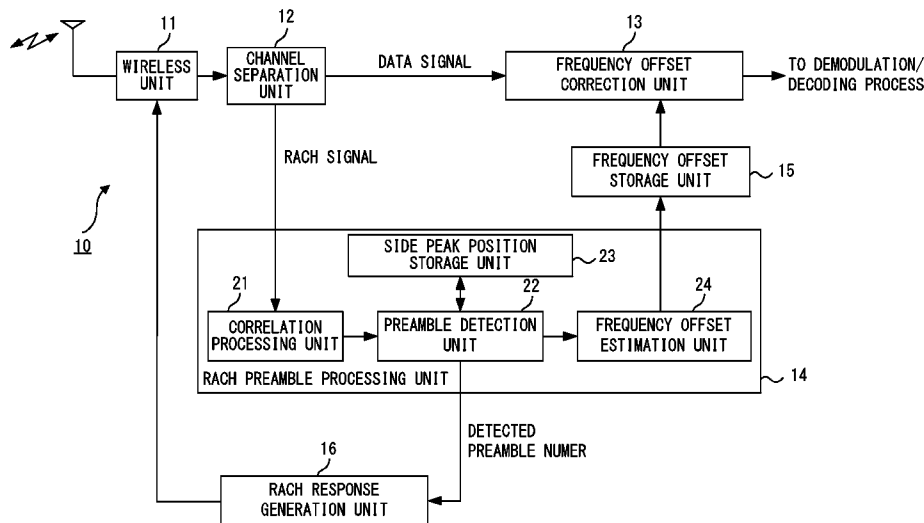 11
WIRELESS
UNIT
12
CHANNEL
SEPARATION
UNIT
DATA SIGNAL
13
FREQUENCY OFFSET
CORRECTION UNIT
TO DEMODULATION/
DECODING PROCESS
RACH SIGNAL
FREQUENCY OFFSET
STORAGE UNIT
15
10
SIDE PEAK POSITION
STORAGE UNIT
23
21
CORRELATION
PROCESSING UNIT
22
PREAMBLE DETECTION
UNIT
24
FREQUENCY OFFSET
ESTIMATION UNIT
RACH PREAMBLE PROCESSING UNIT
14
DETECTED
PREAMBLE NUMER
16
RACH RESPONSE
GENERATION UNIT